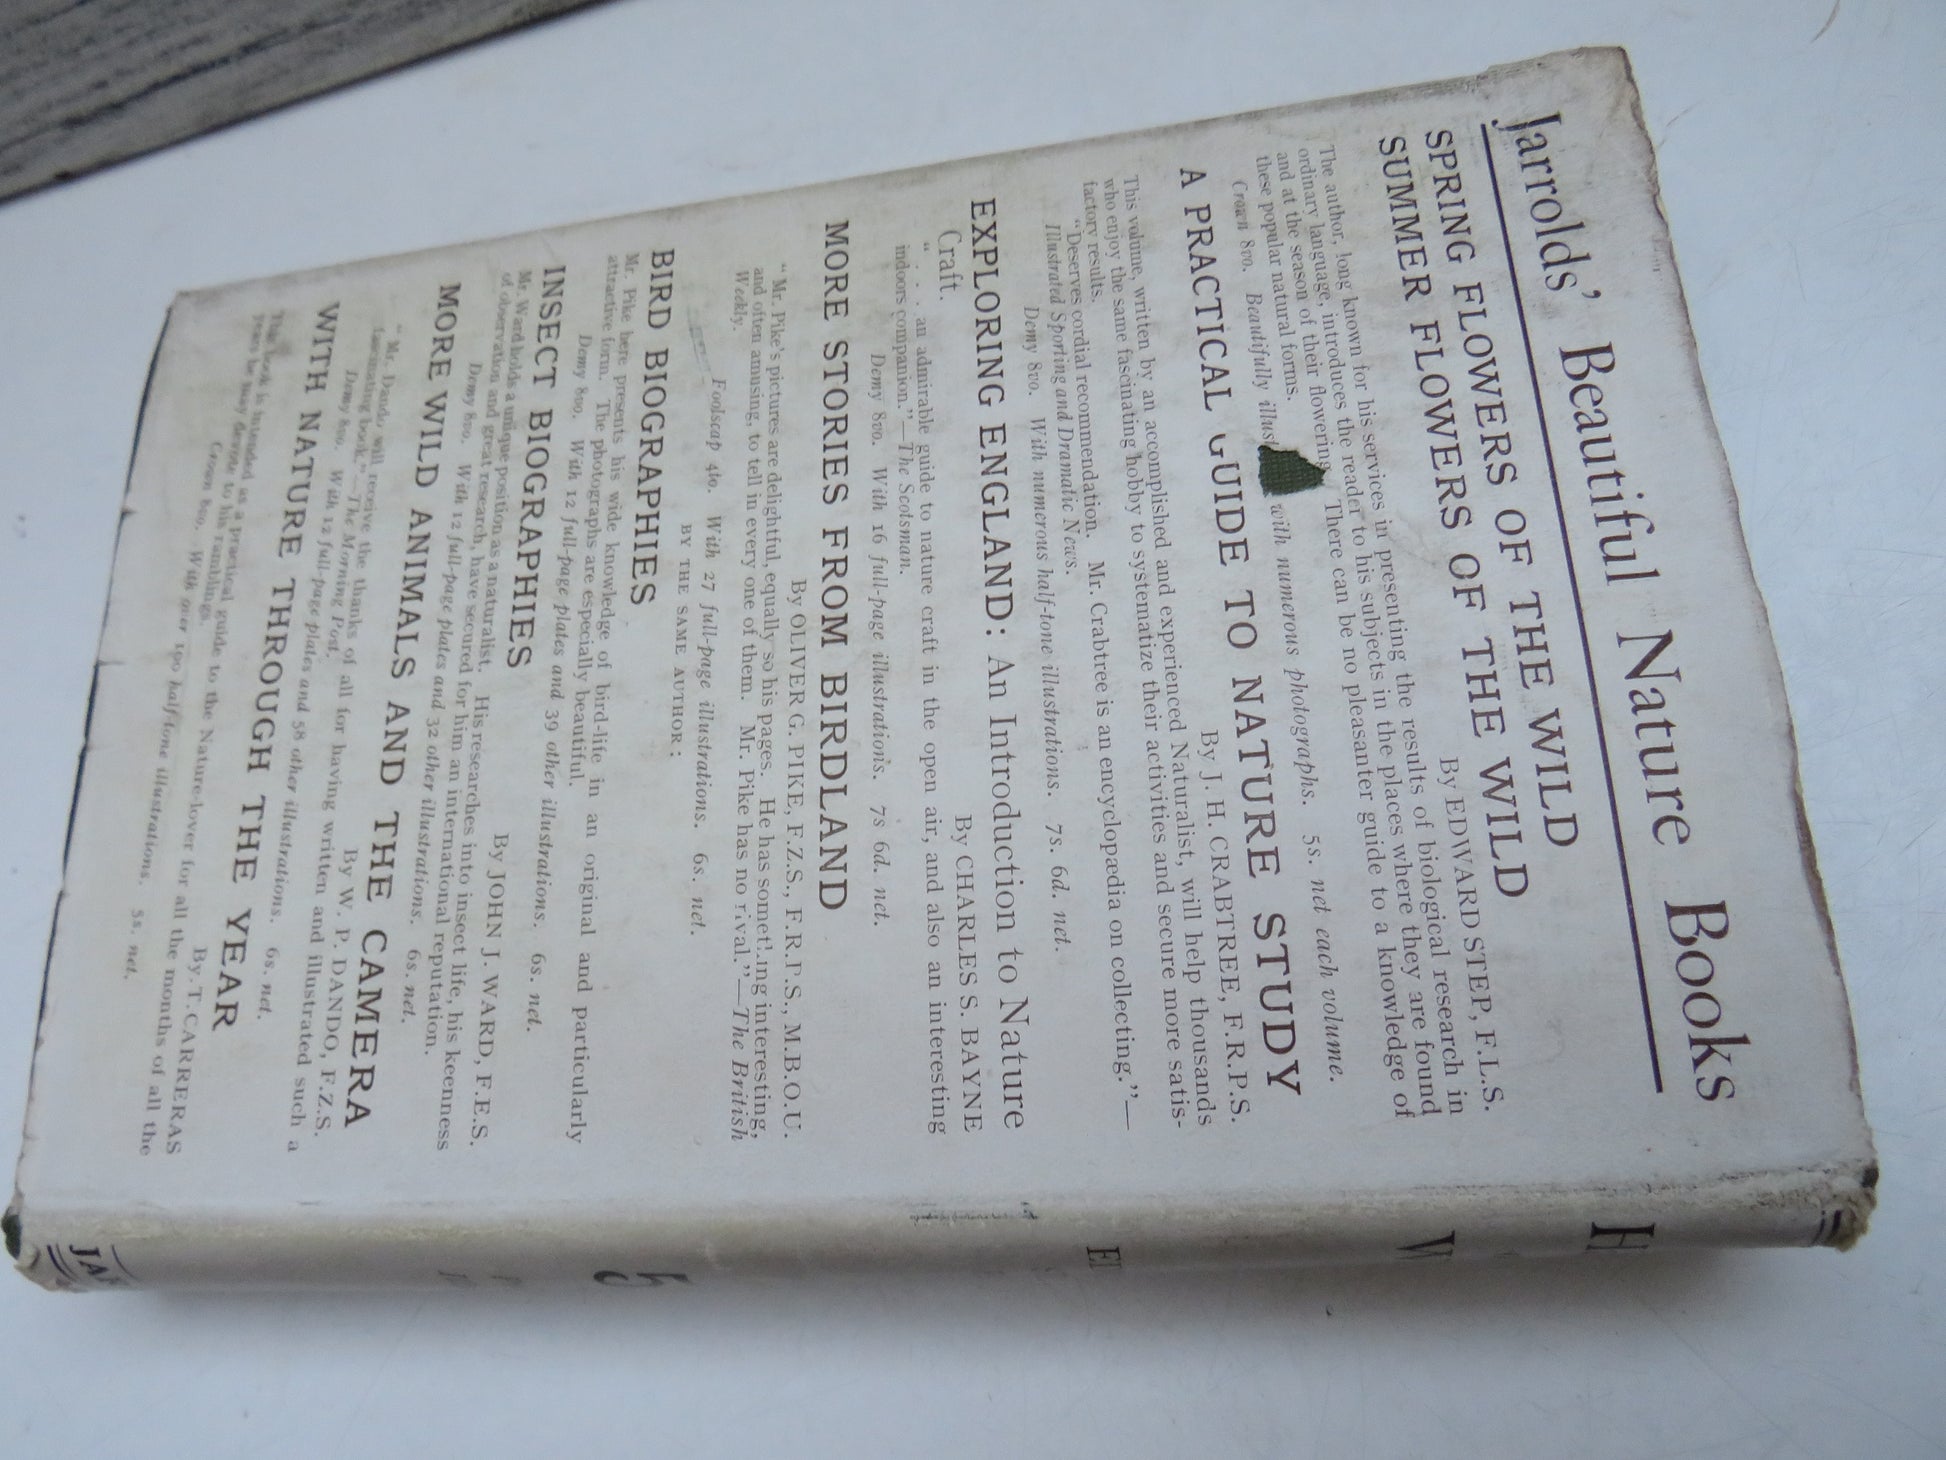 Jarrolds' Beautiful Nature Books
SPRING FLOWERS OF THE WILD
SUMMER FLOWERS OF THE WILD
By EDWARD STEP, F.L.S.
The author, long known for his services in presenting the results of biological research in
ordinary language, introduces the reader to his subjects in the places where they are found
and at the season of their flowering. There can be no pleasanter guide to a knowledge of
these popular natural forms.
Crown 8vo. Beautifully illust with numerous photographs. 5s. net each volume.
A PRACTICAL GUIDE TO NATURE STUDY
By J. H. CRABTREE, F.R.P.S.
This volume, written by an accomplished and experienced Naturalist, will help thousands
who enjoy the same fascinating hobby to systematize their activities and secure more satis-
factory results.
"Deserves cordial recommendation. Mr. Crabtree is an encyclopaedia on collecting."—
Illustrated Sporting and Dramatic News.
Demy 8vo. With numerous half-tone illustrations. 7s. 6d. net.
EXPLORING ENGLAND: An Introduction to Nature
Craft. By CHARLES S. BAYNE
". . . an admirable guide to nature craft in the open air, and also an interesting
indoors companion."—The Scotsman.
Demy 8vo. With 16 full-page illustrations. 7s 6d. net.
MORE STORIES FROM BIRDLAND
By OLIVER G. PIKE, F.Z.S., F.R.P.S., M.B.O.U.
"Mr. Pike's pictures are delightful, equally so his pages. He has something interesting,
and often amusing, to tell in every one of them. Mr. Pike has no rival."—The British
Weekly.
Foolscap 4to. With 27 full-page illustrations. 6s. net.
BY THE SAME AUTHOR:
BIRD BIOGRAPHIES
Mr. Pike here presents his wide knowledge of bird-life in an original and particularly
attractive form. The photographs are especially beautiful.
Demy 8vo. With 12 full-page plates and 39 other illustrations. 6s. net.
INSECT BIOGRAPHIES
By JOHN J. WARD, F.E.S.
Mr. Ward holds a unique position as a naturalist. His researches into insect life, his keenness
of observation and great research, have secured for him an international reputation.
Demy 8vo. With 12 full-page plates and 32 other illustrations. 6s. net.
MORE WILD ANIMALS AND THE CAMERA
By W. P. DANDO, F.Z.S.
"Mr. Dando will receive the thanks of all for having written and illustrated such a
fascinating book."—The Morning Post.
Demy 8vo. With 12 full-page plates and 58 other illustrations. 6s. net.
WITH NATURE THROUGH THE YEAR
By T. CARRERAS
This book is intended as a practical guide to the Nature-lover for all the months of all the
years he may devote to his ramblings.
Crown 8vo. With over 100 half-tone illustrations. 5s. net.
H
W
El
5
JA